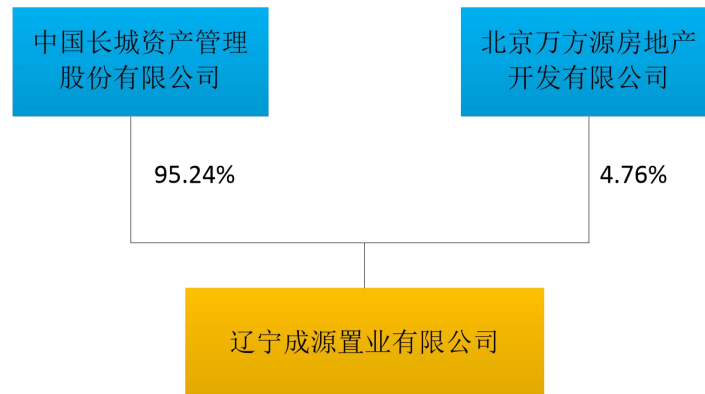 中国长城资产管理
股份有限公司
北京万方源房地产
开发有限公司
95.24%
4.76%
辽宁成源置业有限公司